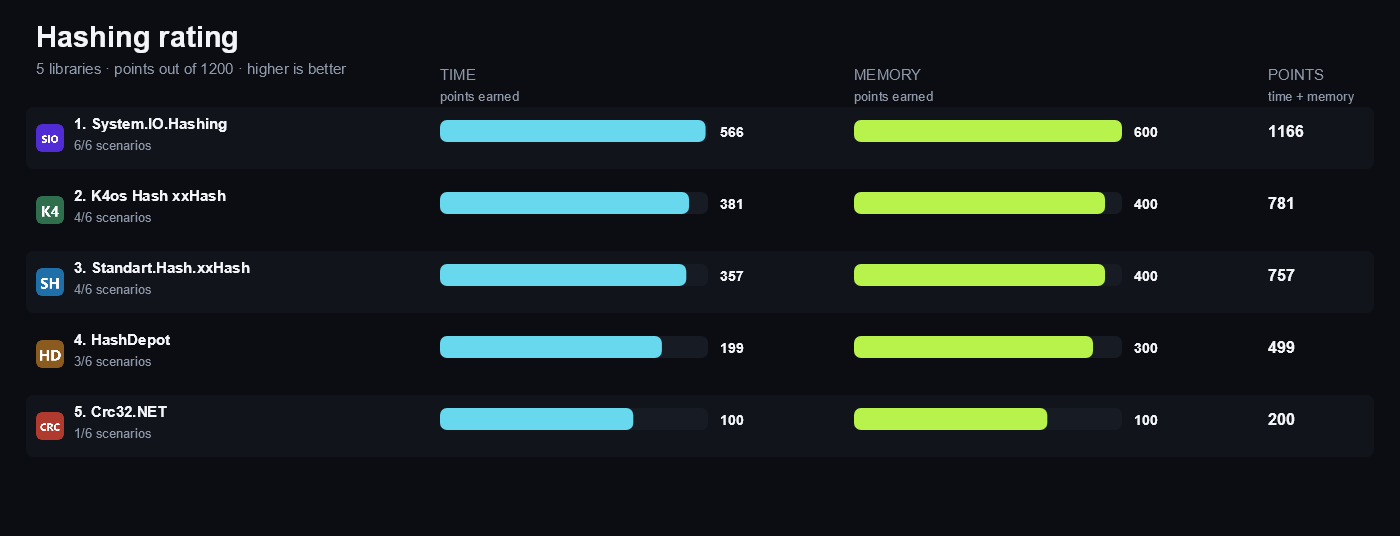 Hashing rating
5 libraries · points out of 1200 · higher is better
TIME
points earned
MEMORY
points earned
POINTS
time + memory
SIO
1. System.IO.Hashing
6/6 scenarios
566
600
1166
K4
2. K4os Hash xxHash
4/6 scenarios
381
400
781
SH
3. Standart.Hash.xxHash
4/6 scenarios
357
400
757
HD
4. HashDepot
3/6 scenarios
199
300
499
CRC
5. Crc32.NET
1/6 scenarios
100
100
200